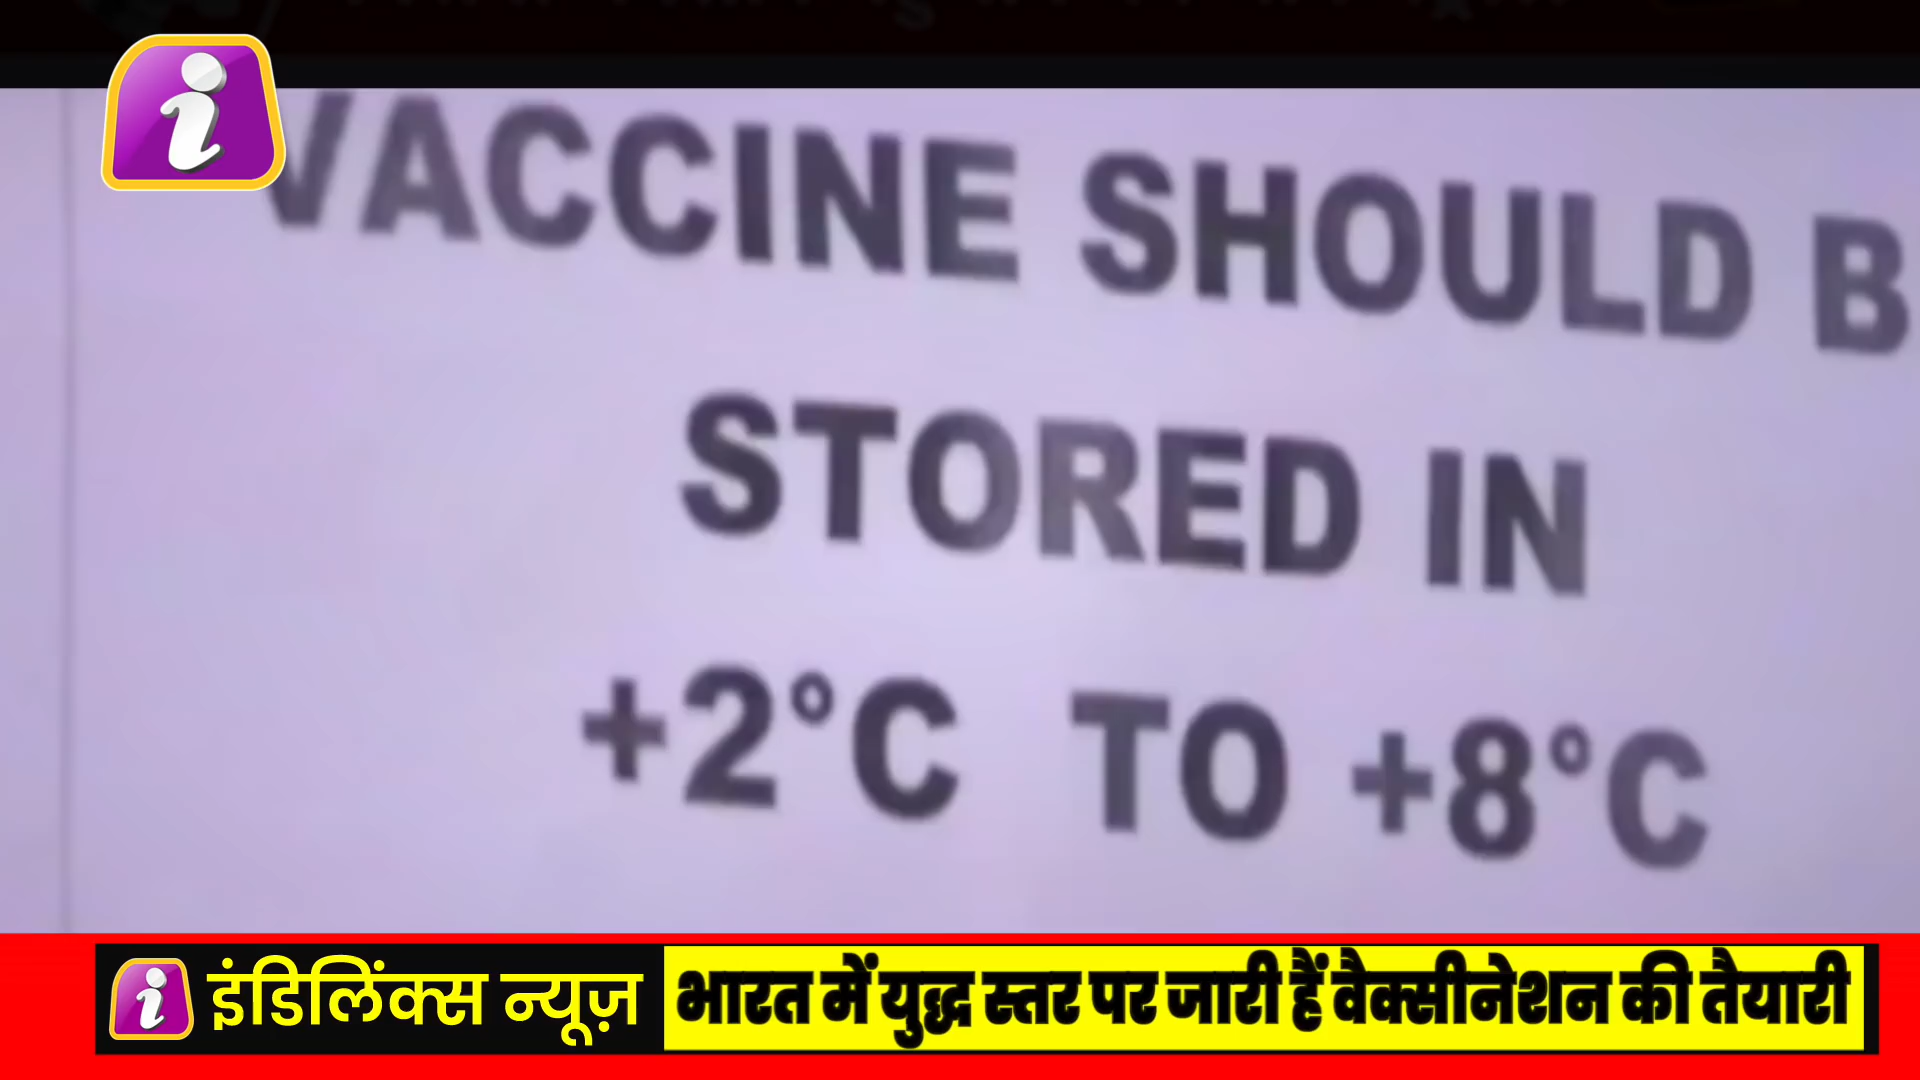 VACCINE SHOULD B
STORED IN
+2°C TO +8°C
इंडिलिंक्स न्यूज़
भारत में युद्ध स्तर पर जारी हैं वैक्सीनेशन की तैयारी